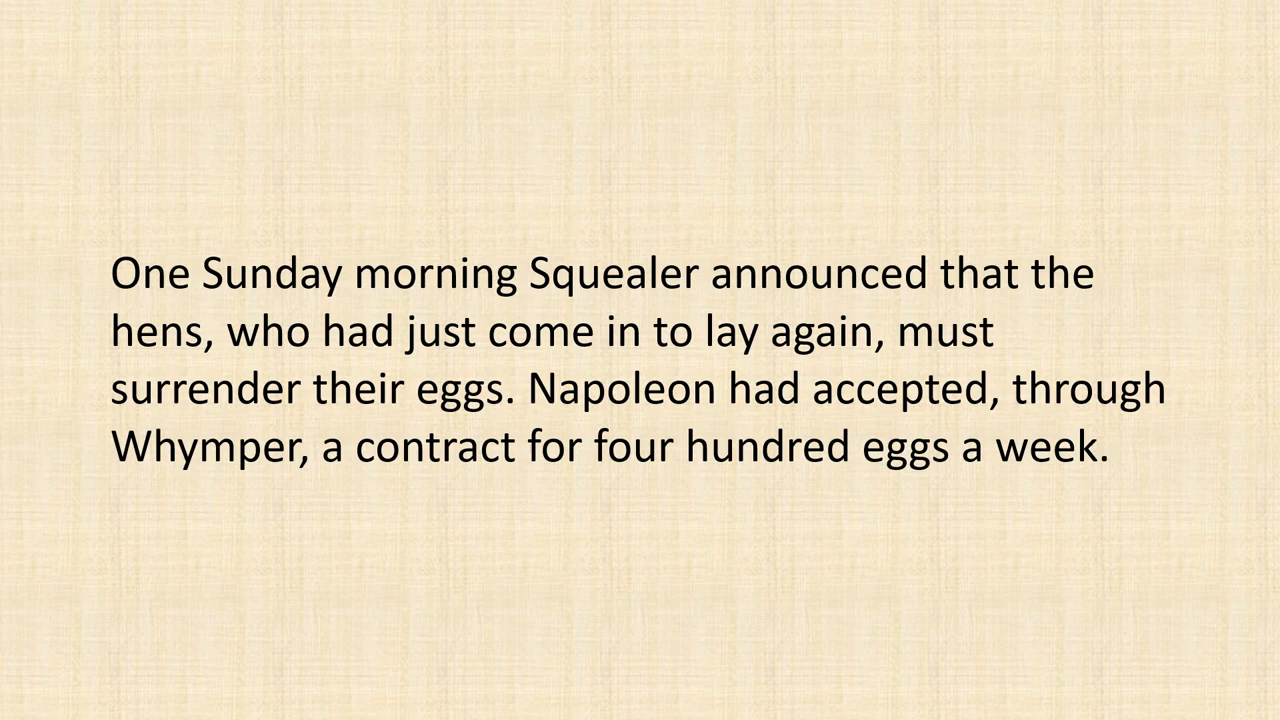 One Sunday morning Squealer announced that the
hens, who had just come in to lay again, must
surrender their eggs. Napoleon had accepted, through
Whymper, a contract for four hundred eggs a week.